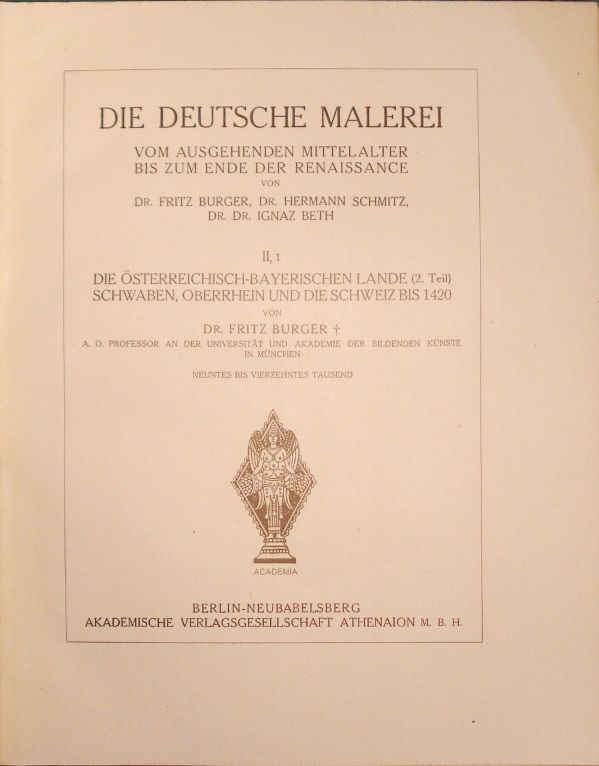 DIE DEUTSCHE MALEREI
VOM AUSGEHENDEN MITTELALTER
BIS ZUM ENDE DER RENAISSANCE
VON
DR. FRITZ BURGER, DR. HERMANN SCHMITZ,
DR. DR. IGNAZ BETH
II, 1
DIE ÖSTERREICHISCH-BAYERISCHEN LANDE (2. Teil)
SCHWABEN, OBERRHEIN UND DIE SCHWEIZ BIS 1420
VON
DR. FRITZ BURGER †
A. O. PROFESSOR AN DER UNIVERSITÄT UND AKADEMIE DER BILDENDEN KÜNSTE
IN MÜNCHEN
NEUNTES BIS VIERZEHNTES TAUSEND
ACADEMIA
BERLIN-NEUBABELSBERG
AKADEMISCHE VERLAGSGESELLSCHAFT ATHENAION M. B. H.